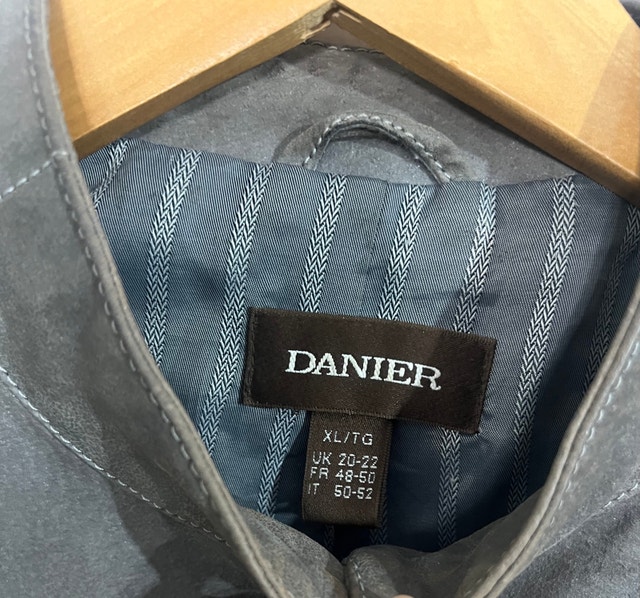 DANIER
XL/TG
UK 20-22
FR 48-50
IT 50-52